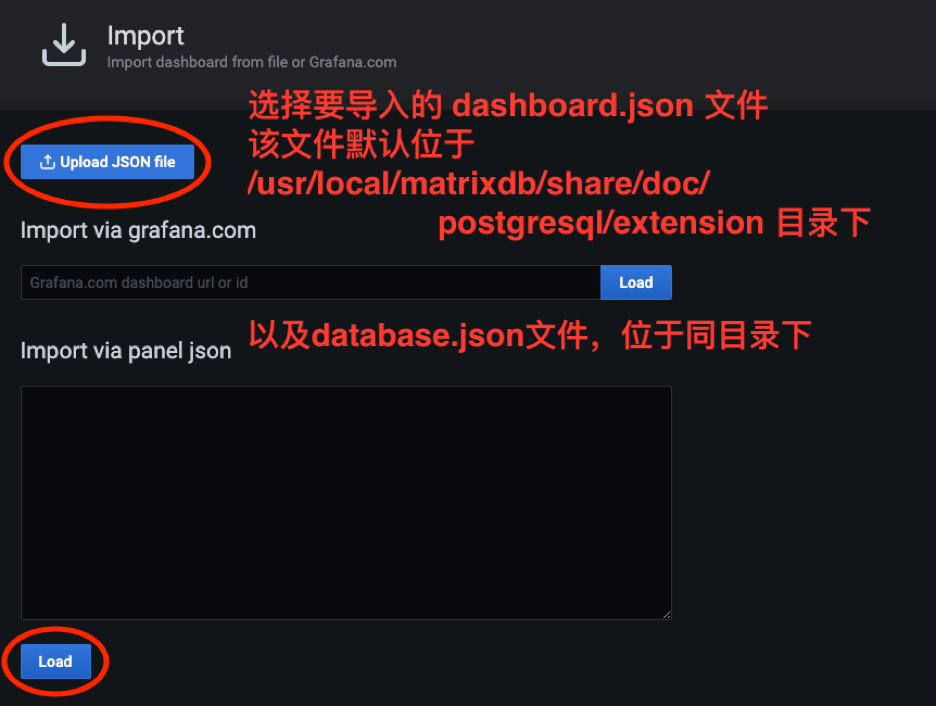 Import
Import dashboard from file or Grafana.com
选择要导入的 dashboard.json 文件
该文件默认位于
/usr/local/matrixdb/share/doc/
postgresql/extension 目录下
Upload JSON file
Import via grafana.com
Grafana.com dashboard url or id
Load
以及database.json文件，位于同目录下
Import via panel json
Load